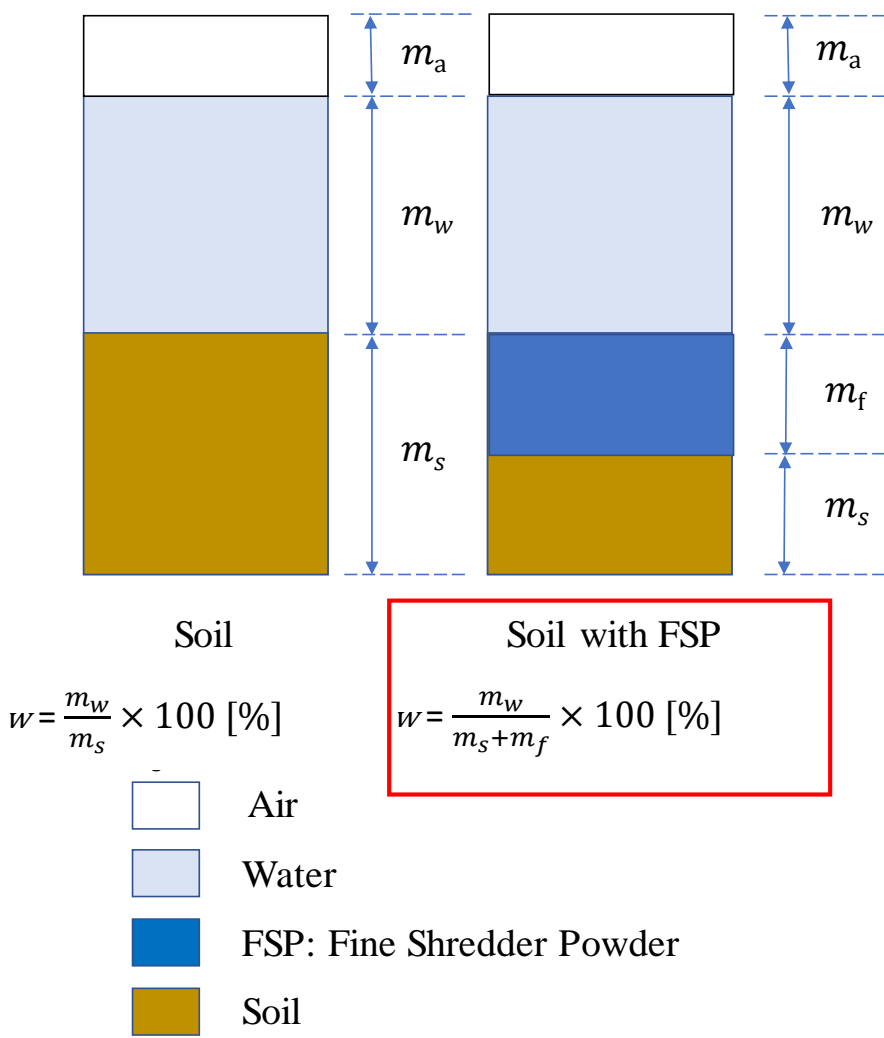 mₐ mₐ
m_w m_w
m_f
m_s
m_s
Soil Soil with FSP
w = m_w/m_s × 100 [%] w = m_w/(m_s+m_f) × 100 [%]
Air
Water
FSP: Fine Shredder Powder
Soil